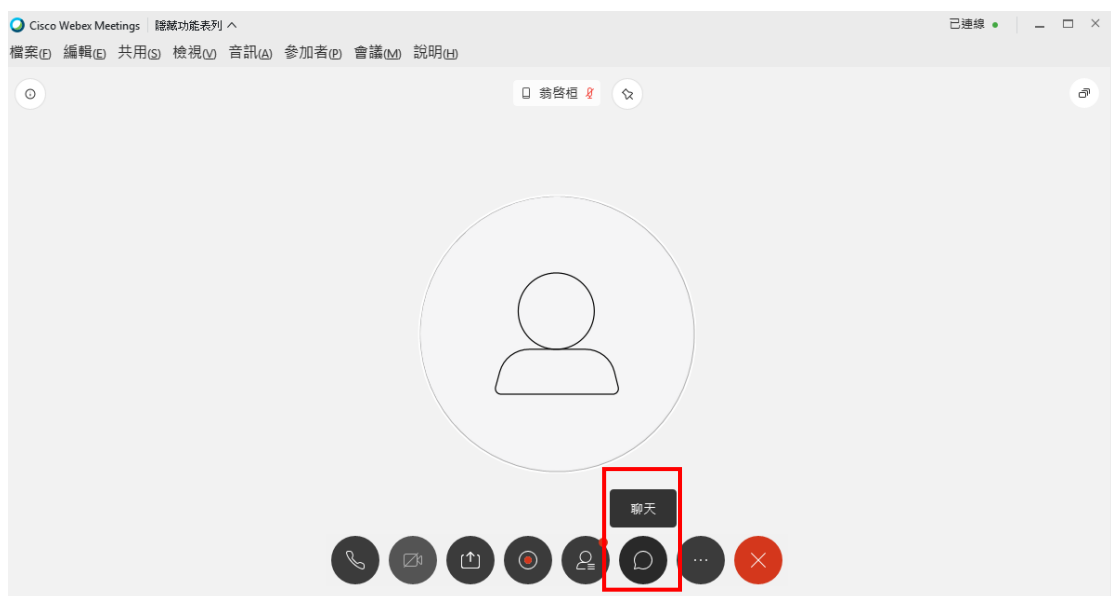 Cisco Webex Meetings 隱藏功能表列 已連線
檔案(F) 編輯(E) 共用(S) 檢視(V) 音訊(A) 參加者(P) 會議(M) 說明(H)
翁啓桓
聊天